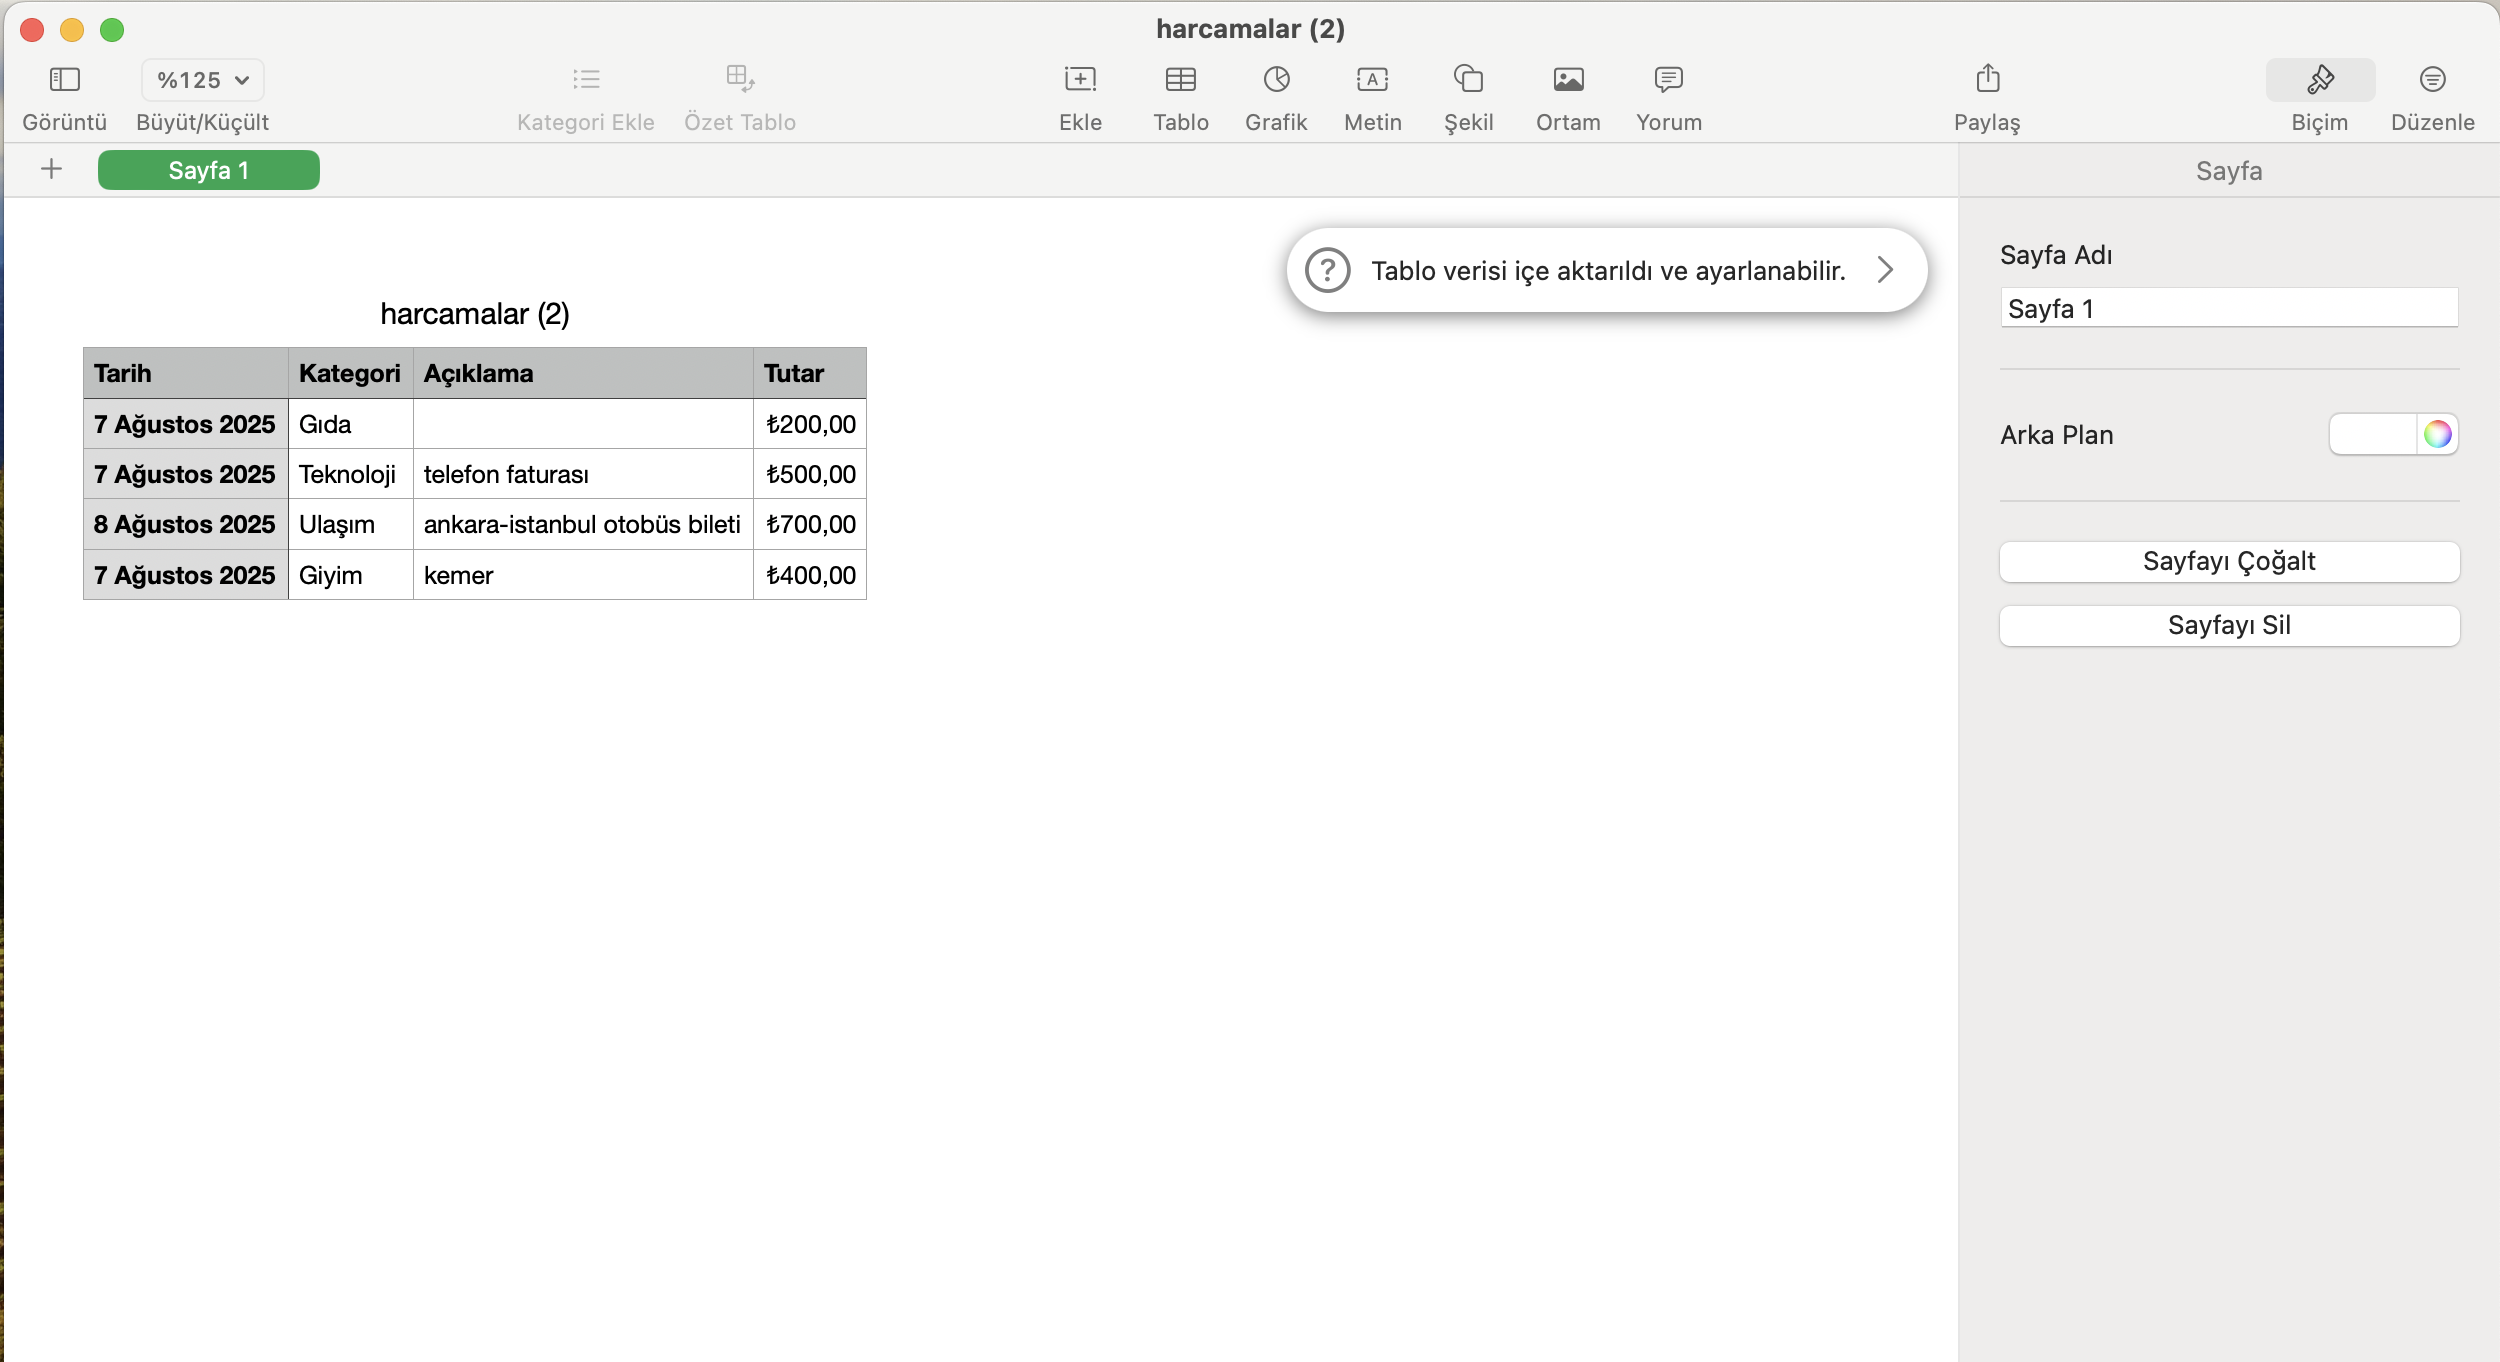 harcamalar (2)
%125
Görüntü Büyüt/Küçült Kategori Ekle Özet Tablo Ekle Tablo Grafik Metin Şekil Ortam Yorum Paylaş Biçim Düzenle
Sayfa 1
Sayfa
Tablo verisi içe aktarıldı ve ayarlanabilir.
harcamalar (2)
Tarih Kategori Açıklama Tutar
7 Ağustos 2025 Gıda ₺200,00
7 Ağustos 2025 Teknoloji telefon faturası ₺500,00
8 Ağustos 2025 Ulaşım ankara-istanbul otobüs bileti ₺700,00
7 Ağustos 2025 Giyim kemer ₺400,00
Sayfa Adı
Sayfa 1
Arka Plan
Sayfayı Çoğalt
Sayfayı Sil